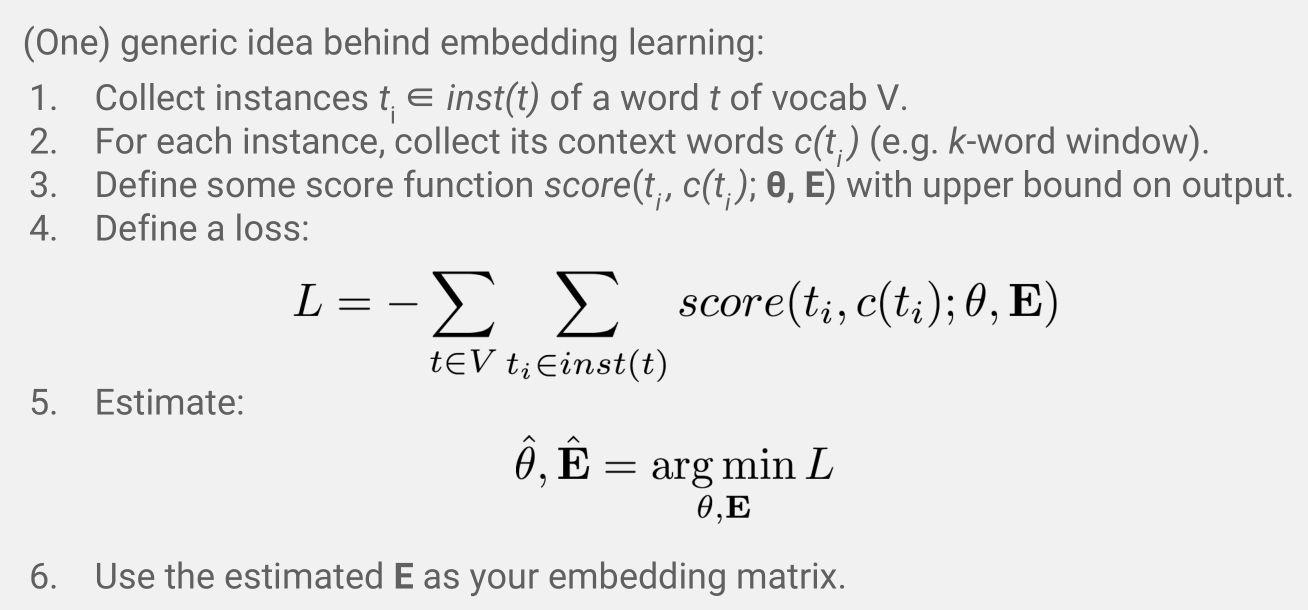 (One) generic idea behind embedding learning:
1. Collect instances tᵢ ∈ inst(t) of a word t of vocab V.
2. For each instance, collect its context words c(tᵢ) (e.g. k-word window).
3. Define some score function score(tᵢ, c(tᵢ); θ, E) with upper bound on output.
4. Define a loss:
L = − ∑_{t∈V} ∑_{tᵢ∈inst(t)} score(tᵢ, c(tᵢ); θ, E)
5. Estimate:
θ̂, Ê = arg min_{θ,E} L
6. Use the estimated E as your embedding matrix.